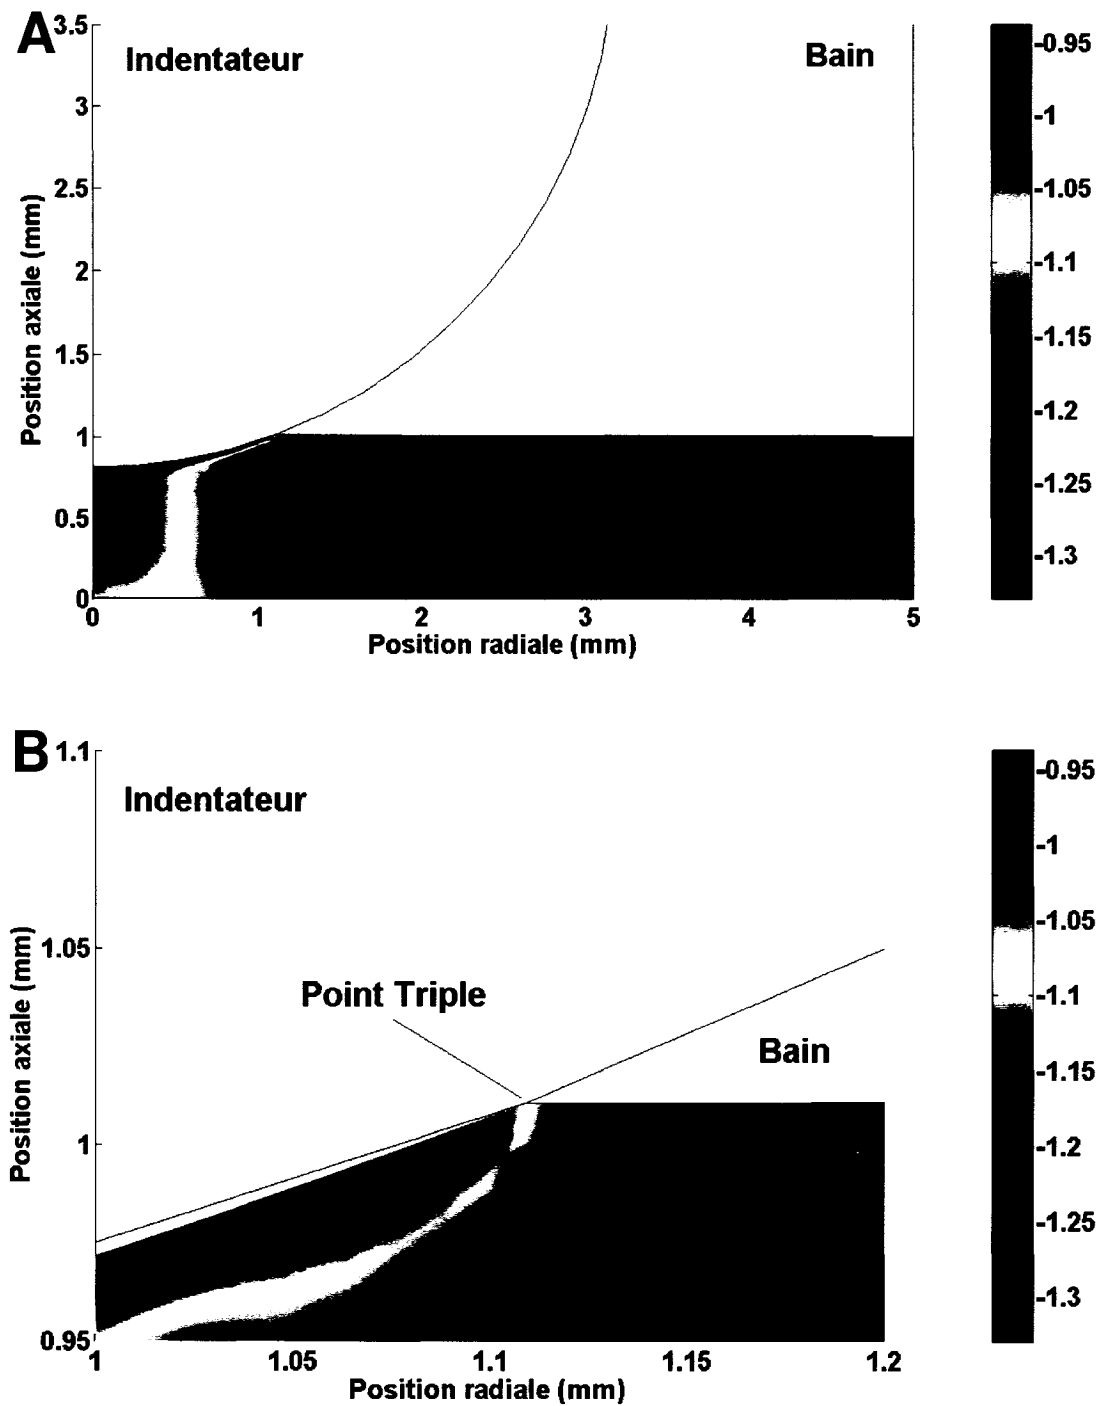 A
3.5
Indentateur
Bain
3
2.5
2
1.5
1
0.5
0
Position axiale (mm)
0 1 2 3 4 5
Position radiale (mm)
-0.95
-1
-1.05
-1.1
-1.15
-1.2
-1.25
-1.3
B
1.1
Indentateur
1.05
Point Triple
Bain
1
0.95
Position axiale (mm)
1 1.05 1.1 1.15 1.2
Position radiale (mm)
-0.95
-1
-1.05
-1.1
-1.15
-1.2
-1.25
-1.3